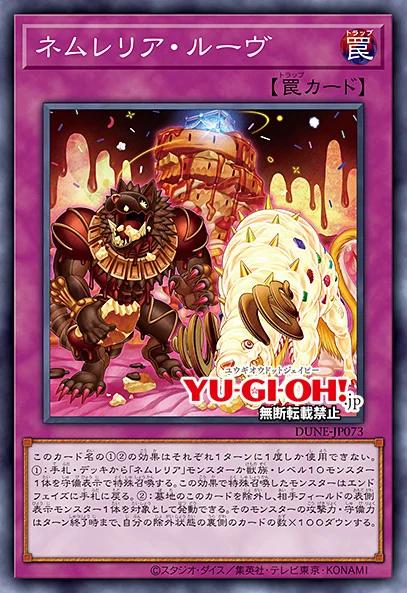 ネムレリア・ルーヴ
トラップ
罠
トラップ
【罠カード】
ユウギオウドットジェイピー
YU-GI-OH!.jp
無断転載禁止
DUNE-JP073
このカード名の①②の効果はそれぞれ1ターンに1度しか使用できない。
①：手札・デッキから「ネムレリア」モンスターか獣族・レベル10モンスター
1体を守備表示で特殊召喚する。この効果で特殊召喚したモンスターはエンド
フェイズに手札に戻る。②：墓地のこのカードを除外し、相手フィールドの表側
表示モンスター1体を対象として発動できる。そのモンスターの攻撃力・守備力
はターン終了時まで、自分の除外状態の裏側のカードの数×100ダウンする。
©スタジオ・ダイス／集英社・テレビ東京・KONAMI